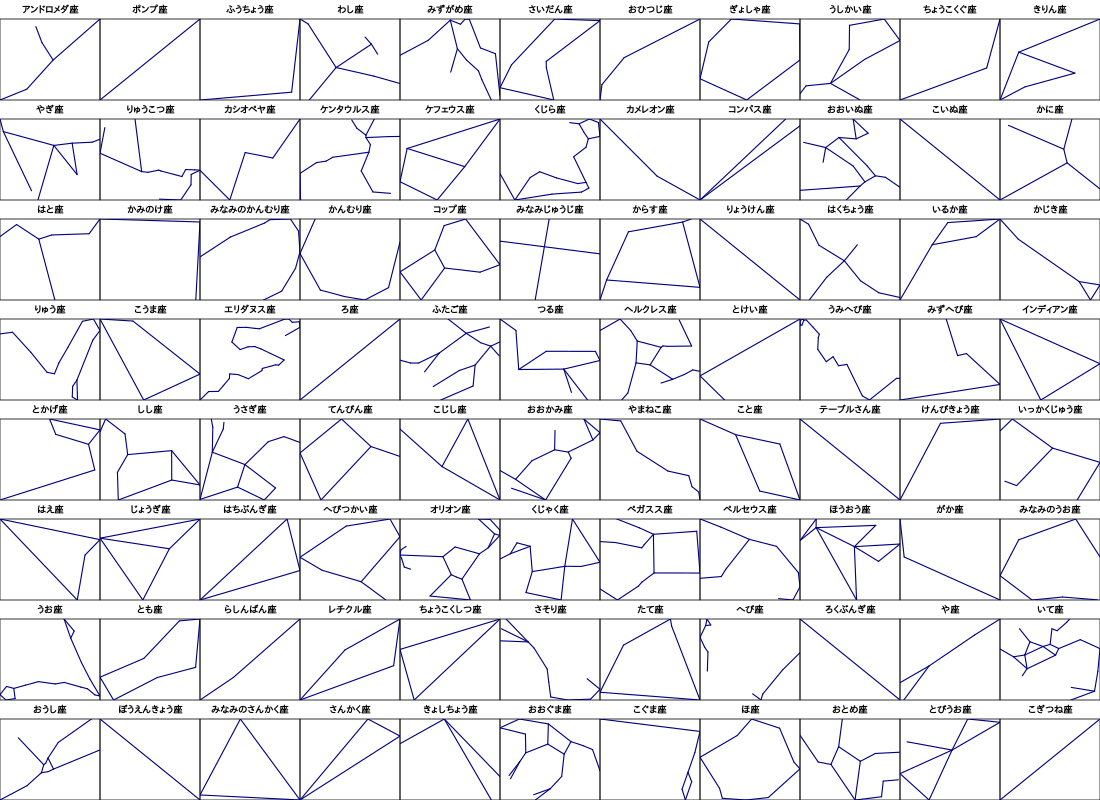 アンドロメダ座 ポンプ座 ふうちょう座 わし座 みずがめ座 さいだん座 おひつじ座 ぎょしゃ座 うしかい座 ちょうこくぐ座 きりん座
やぎ座 りゅうこつ座 カシオペヤ座 ケンタウルス座 ケフェウス座 くじら座 カメレオン座 コンパス座 おおいぬ座 こいぬ座 かに座
はと座 かみのけ座 みなみのかんむり座 かんむり座 コップ座 みなみじゅうじ座 からす座 りょうけん座 はくちょう座 いるか座 かじき座
りゅう座 こうま座 エリダヌス座 ろ座 ふたご座 つる座 ヘルクレス座 とけい座 うみへび座 みずへび座 インディアン座
とかげ座 しし座 うさぎ座 てんびん座 こじし座 おおかみ座 やまねこ座 こと座 テーブルさん座 けんびきょう座 いっかくじゅう座
はえ座 じょうぎ座 はちぶんぎ座 へびつかい座 オリオン座 くじゃく座 ペガスス座 ペルセウス座 ほうおう座 がか座 みなみのうお座
うお座 とも座 らしんばん座 レチクル座 ちょうこくしつ座 さそり座 たて座 へび座 ろくぶんぎ座 や座 いて座
おうし座 ぼうえんきょう座 みなみのさんかく座 さんかく座 きょしちょう座 おおぐま座 こぐま座 ほ座 おとめ座 とびうお座 こぎつね座